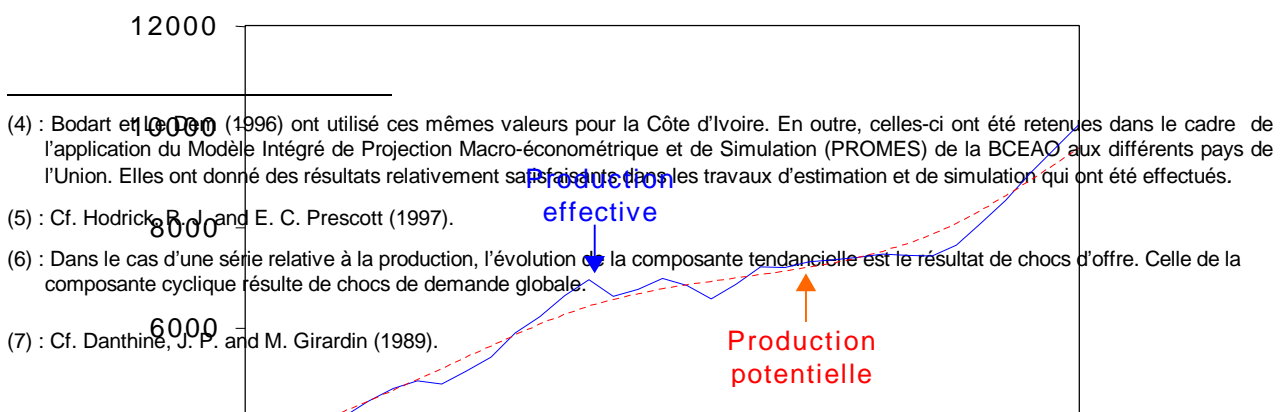 12000
10000
(4) : Bodart et Le Dem (1996) ont utilisé ces mêmes valeurs pour la Côte d'Ivoire. En outre, celles-ci ont été retenues dans le cadre de
l'application du Modèle Intégré de Projection Macro-économétrique et de Simulation (PROMES) de la BCEAO aux différents pays de
l'Union. Elles ont donné des résultats relativement satisfaisants dans les travaux d'estimation et de simulation qui ont été effectués.
Production
effective
(5) : Cf. Hodrick, R. J. and E. C. Prescott (1997).
8000
(6) : Dans le cas d'une série relative à la production, l'évolution de la composante tendancielle est le résultat de chocs d'offre. Celle de la
composante cyclique résulte de chocs de demande globale.
6000
(7) : Cf. Danthine, J. P. and M. Girardin (1989).
Production
potentielle